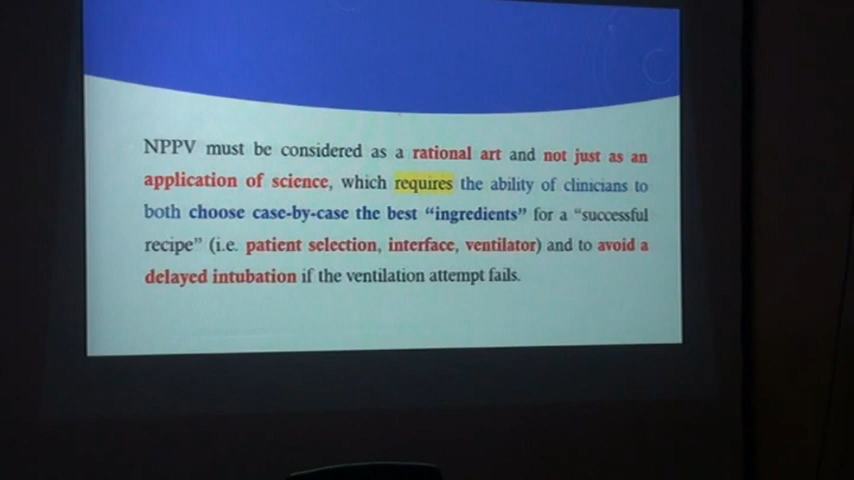 NPPV must be considered as a rational art and not just as an
application of science, which requires the ability of clinicians to
both choose case-by-case the best “ingredients” for a “successful
recipe” (i.e. patient selection, interface, ventilator) and to avoid a
delayed intubation if the ventilation attempt fails.